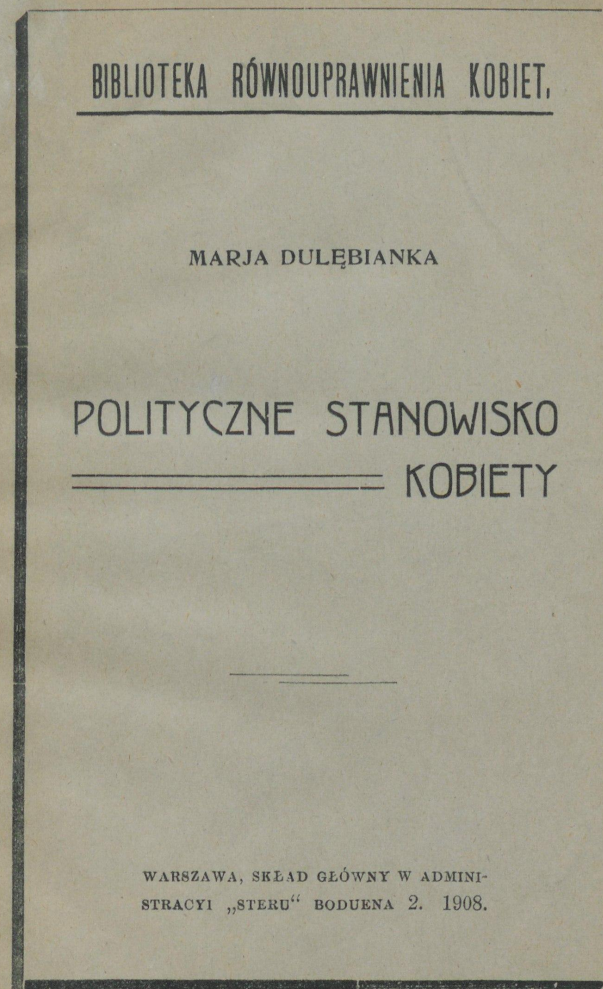 BIBLIOTEKA RÓWNOUPRAWNIENIA KOBIET.
MARJA DULĘBIANKA
POLITYCZNE STANOWISKO
KOBIETY
WARSZAWA, SKŁAD GŁÓWNY W ADMINI-
STRACYI „STERU“ BODUENA 2. 1908.